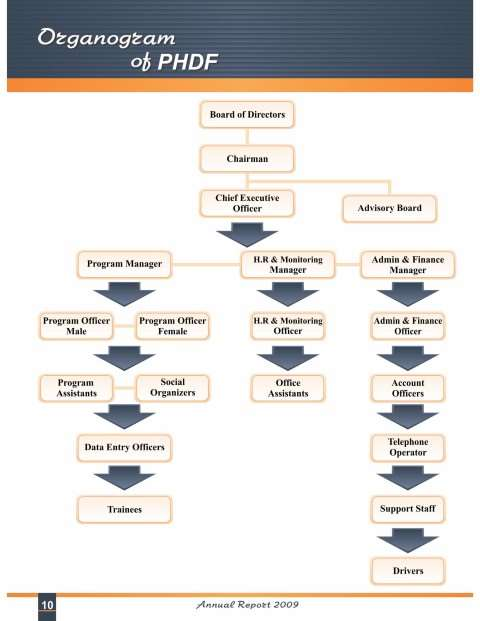 Organogram
of PHDF
Board of Directors
Chairman
Chief Executive
Officer
Advisory Board
Program Manager
H.R & Monitoring
Manager
Admin & Finance
Manager
Program Officer
Male
Program Officer
Female
H.R & Monitoring
Officer
Admin & Finance
Officer
Program
Assistants
Social
Organizers
Office
Assistants
Account
Officers
Data Entry Officers
Telephone
Operator
Trainees
Support Staff
Drivers
10
Annual Report 2009